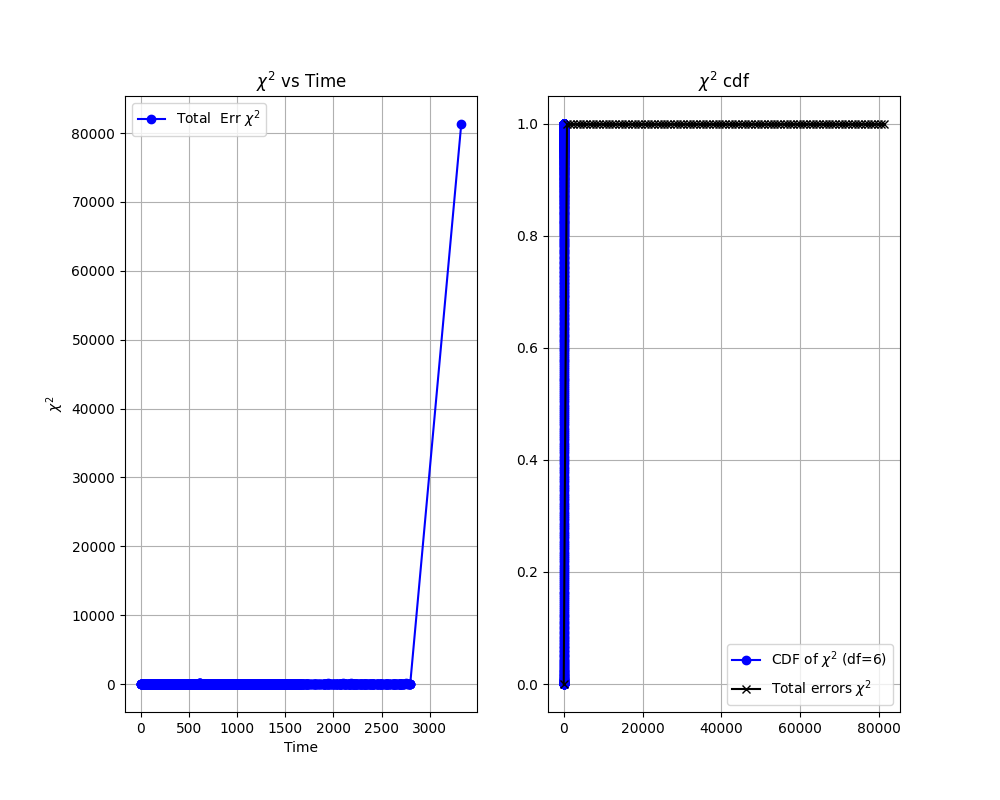 χ² vs Time
Total  Err χ²
80000
70000
60000
50000
40000
30000
20000
10000
0
χ²
0 500 1000 1500 2000 2500 3000
Time
χ² cdf
1.0
0.8
0.6
0.4
0.2
0.0
CDF of χ² (df=6)
Total errors χ²
0 20000 40000 60000 80000